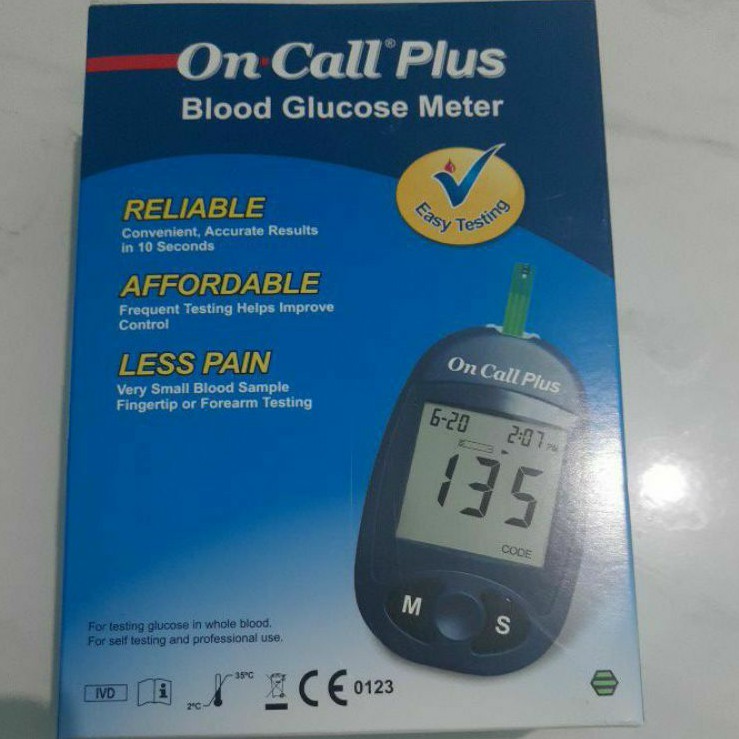 On Call® Plus
Blood Glucose Meter
Easy Testing
RELIABLE
Convenient, Accurate Results
in 10 Seconds
AFFORDABLE
Frequent Testing Helps Improve
Control
LESS PAIN
Very Small Blood Sample
Fingertip or Forearm Testing
On Call Plus
6-20 2:07 PM
135
CODE
M S
For testing glucose in whole blood.
For self testing and professional use.
IVD i 2°C 35°C CE 0123